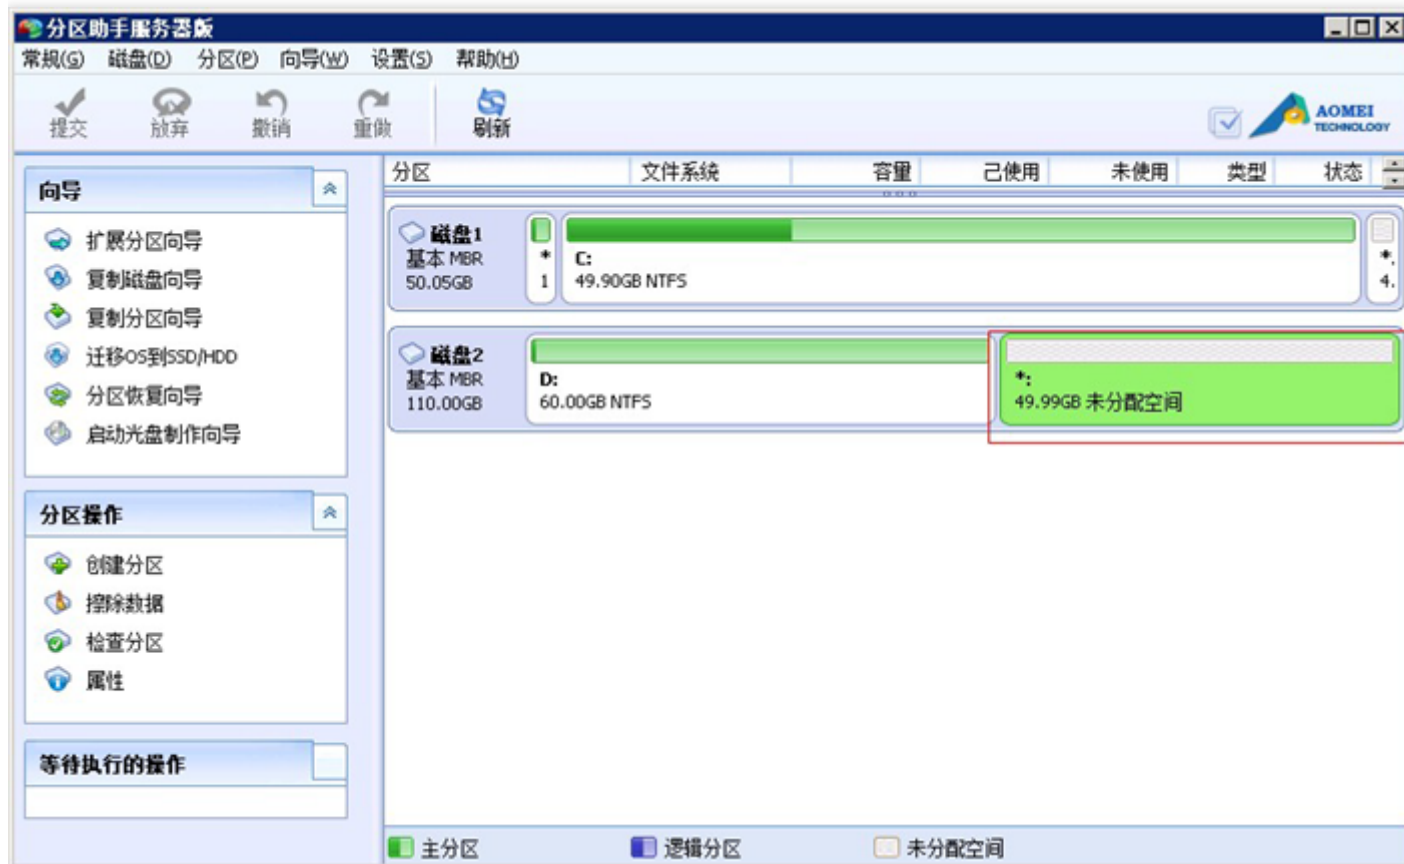 分区助手服务器版
常规(G) 磁盘(D) 分区(P) 向导(W) 设置(S) 帮助(H)
提交 放弃 撤销 重做 刷新
AOMEI
TECHNOLOGY
向导
扩展分区向导
复制磁盘向导
复制分区向导
迁移OS到SSD/HDD
分区恢复向导
启动光盘制作向导
分区操作
创建分区
擦除数据
检查分区
属性
等待执行的操作
分区 文件系统 容量 已使用 未使用 类型 状态
磁盘1
基本 MBR
50.05GB
*
1
C:
49.90GB NTFS
*.
4.
磁盘2
基本 MBR
110.00GB
D:
60.00GB NTFS
*:
49.99GB 未分配空间
主分区 逻辑分区 未分配空间